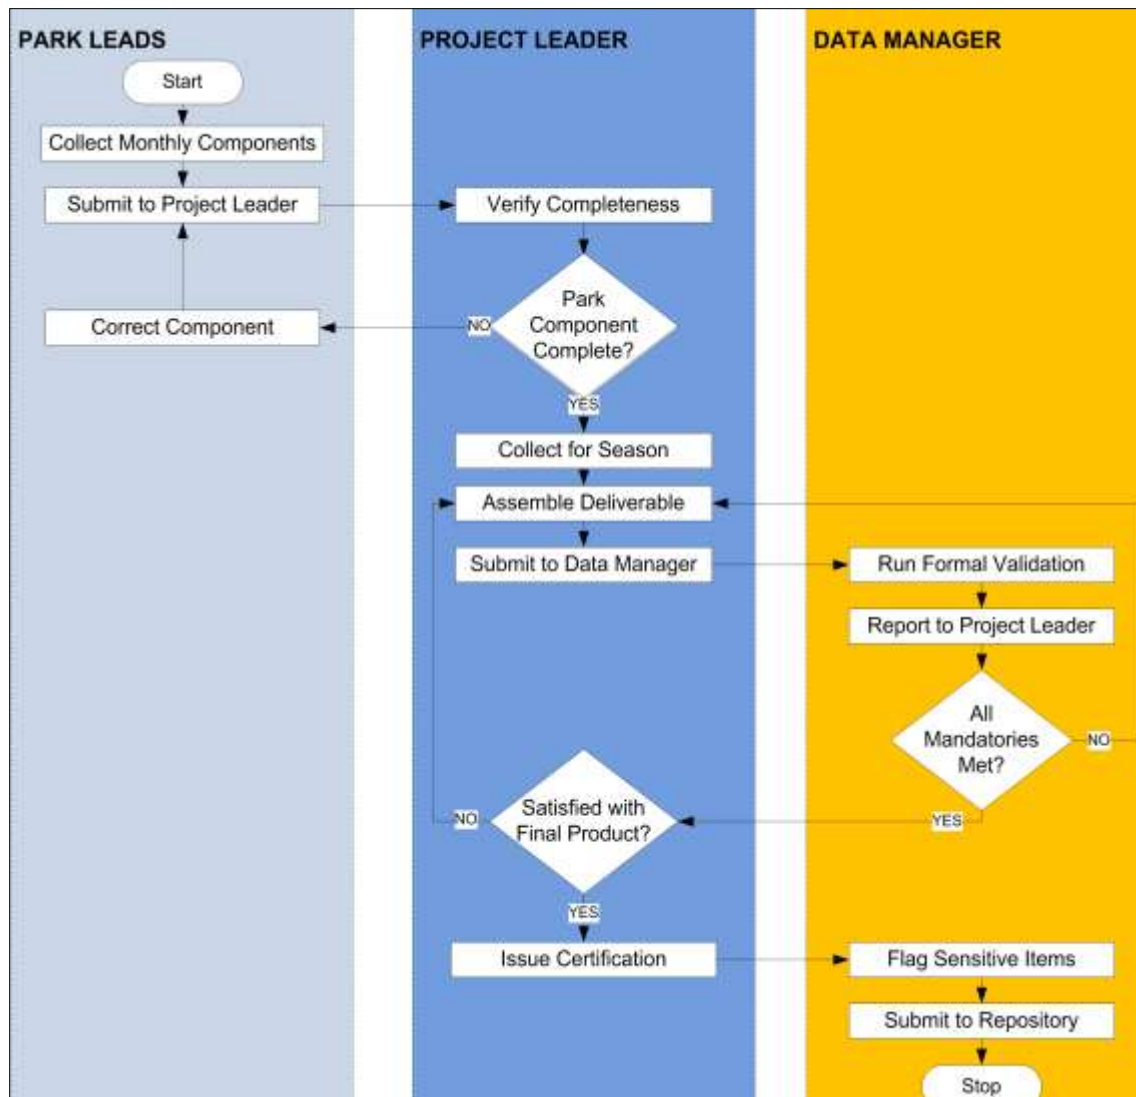 PARK LEADS
Start
Collect Monthly Components
Submit to Project Leader
Correct Component
PROJECT LEADER
Verify Completeness
Park
Component
Complete?
NO
YES
Collect for Season
Assemble Deliverable
Submit to Data Manager
Satisfied with
Final Product?
NO
YES
Issue Certification
DATA MANAGER
Run Formal Validation
Report to Project Leader
All
Mandatories
Met?
NO
YES
Flag Sensitive Items
Submit to Repository
Stop